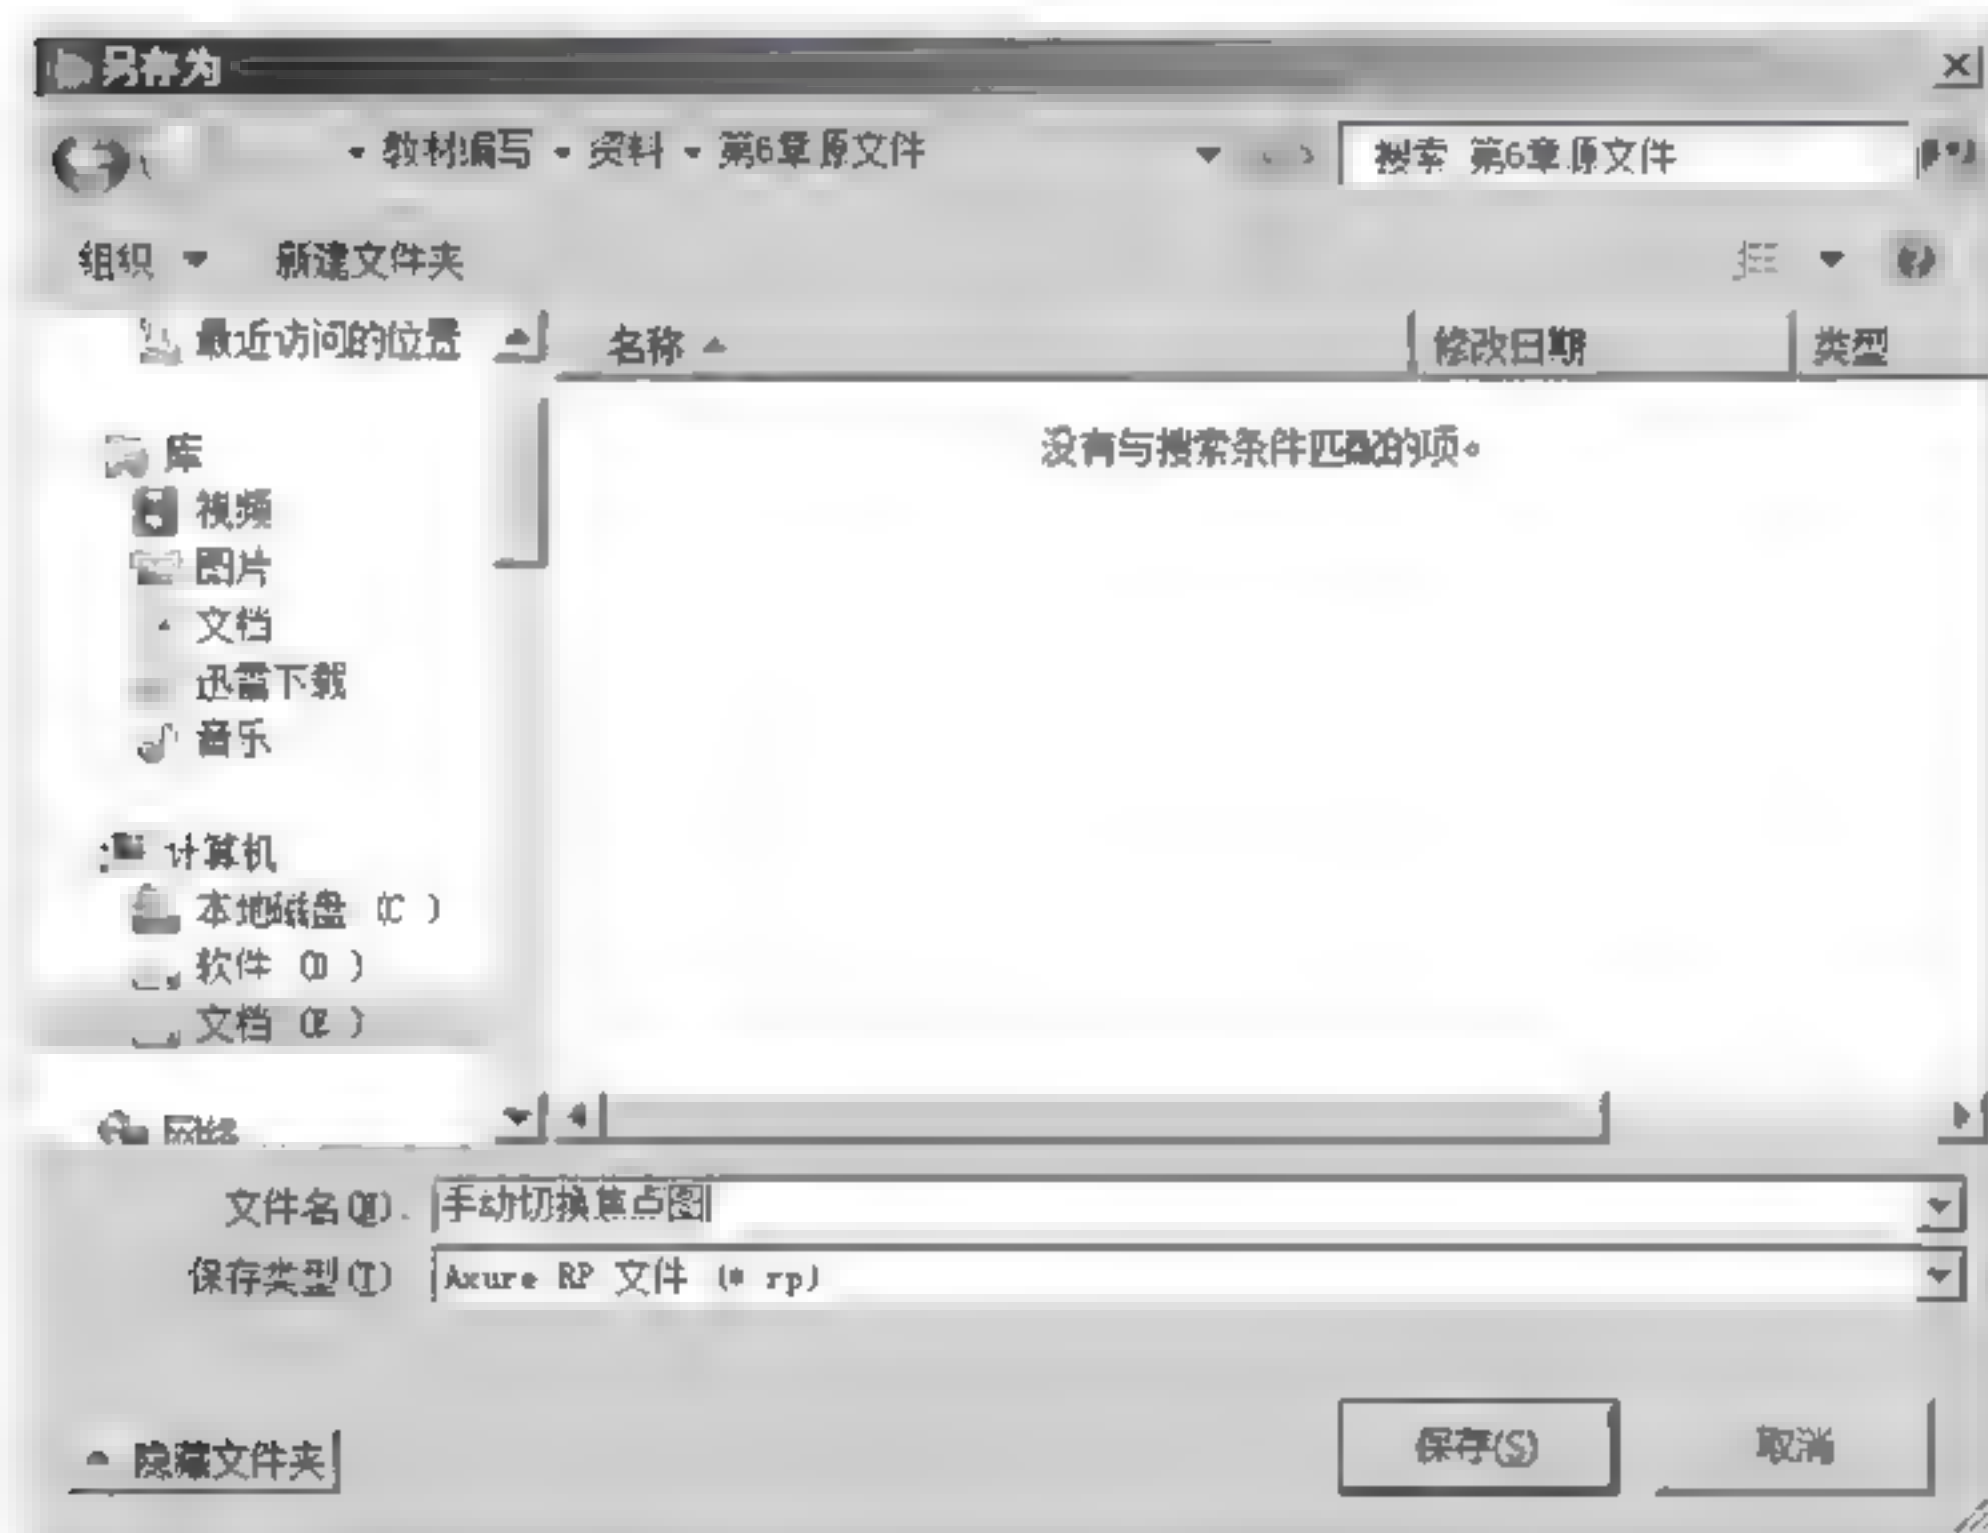 另存为
教材编写 资料 第6章原文件 搜索 第6章原文件
组织 新建文件夹
最近访问的位置 名称 修改日期 类型
没有与搜索条件匹配的项。
库
视频
图片
文档
迅雷下载
音乐
计算机
本地磁盘 (C )
软件 (D )
文档 (E )
网络
文件名(N). 手动切换焦点图
保存类型(T) Axure RP 文件 (* rp)
隐藏文件夹 保存(S) 取消